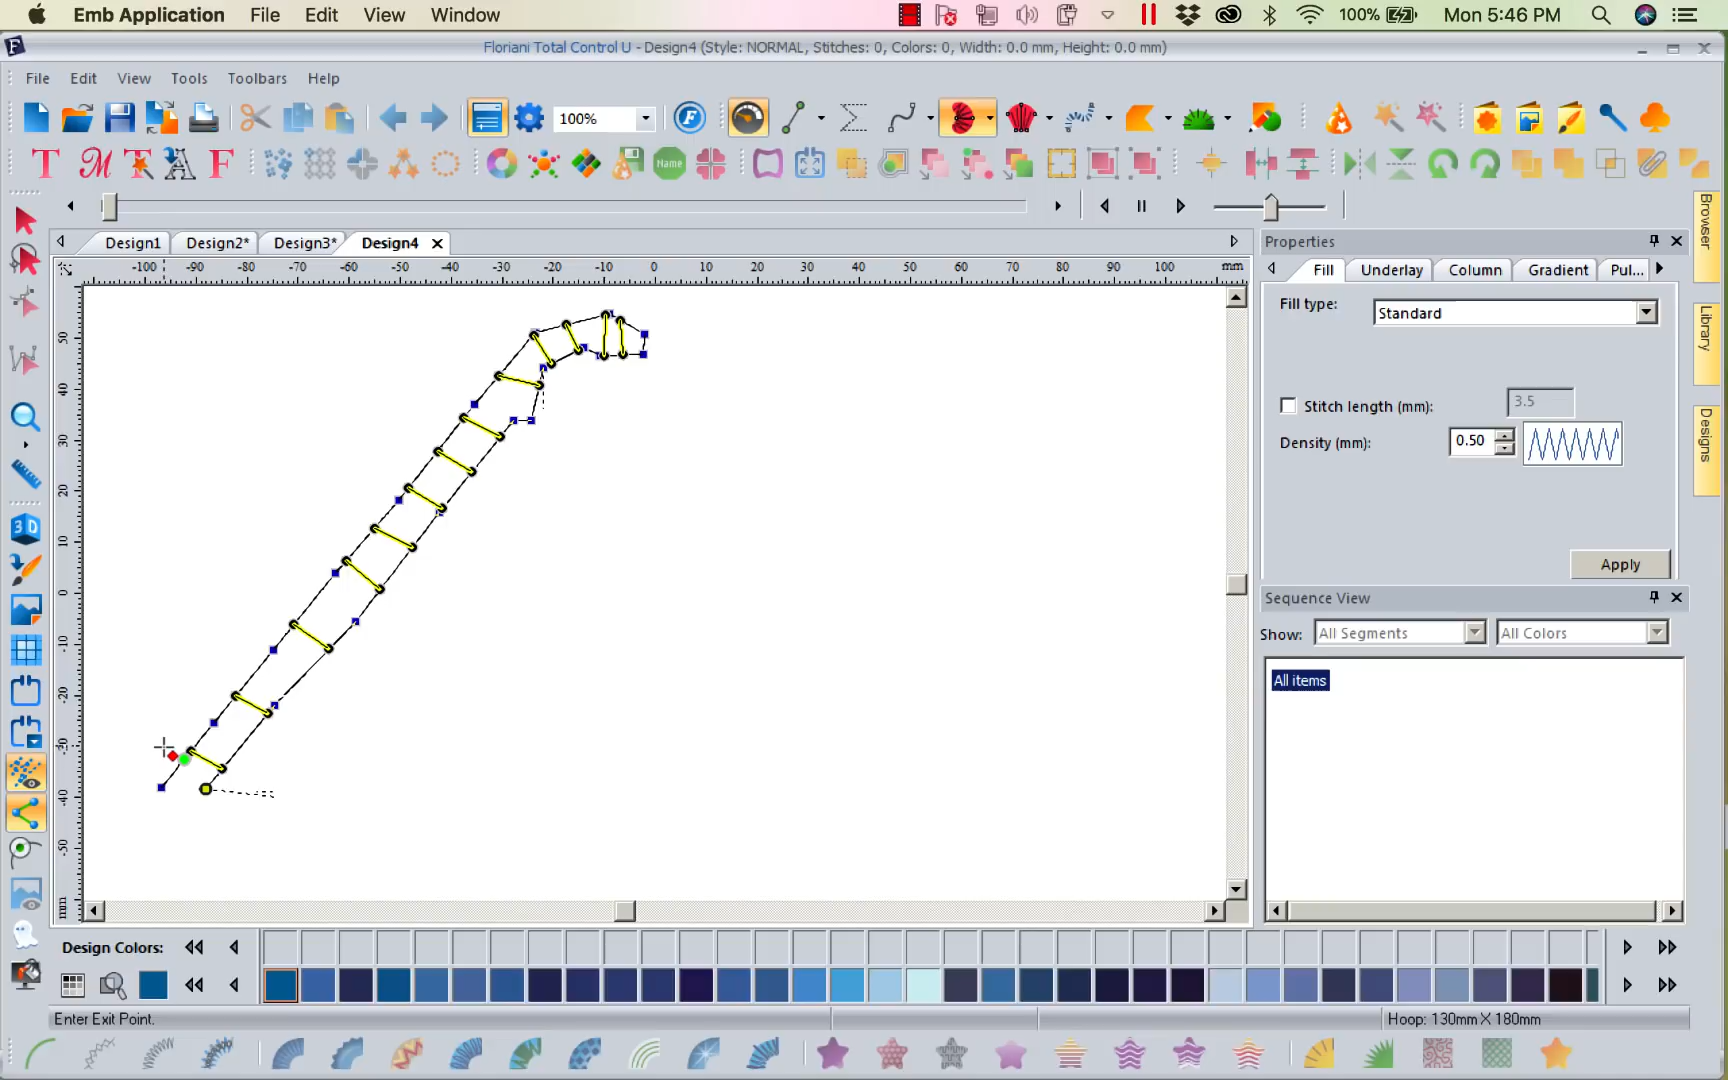 Emb Application File Edit View Window 100% Mon 5:46 PM
Floriani Total Control U - Design4 (Style: NORMAL, Stitches: 0, Colors: 0, Width: 0.0 mm, Height: 0.0 mm)
File Edit View Tools Toolbars Help
100%
Name
Design1 Design2* Design3* Design4
-100 -90 -80 -70 -60 -50 -40 -30 -20 -10 0 10 20 30 40 50 60 70 80 90 100 mm
50
40
30
20
10
0
-10
-20
-30
-40
-50
mm
3D
Properties
Fill Underlay Column Gradient Pul...
Fill type: Standard
Stitch length (mm): 3.5
Density (mm): 0.50
Apply
Sequence View
Show: All Segments All Colors
All items
Browser
Library
Designs
Design Colors:
Enter Exit Point.
Hoop: 130mm X 180mm